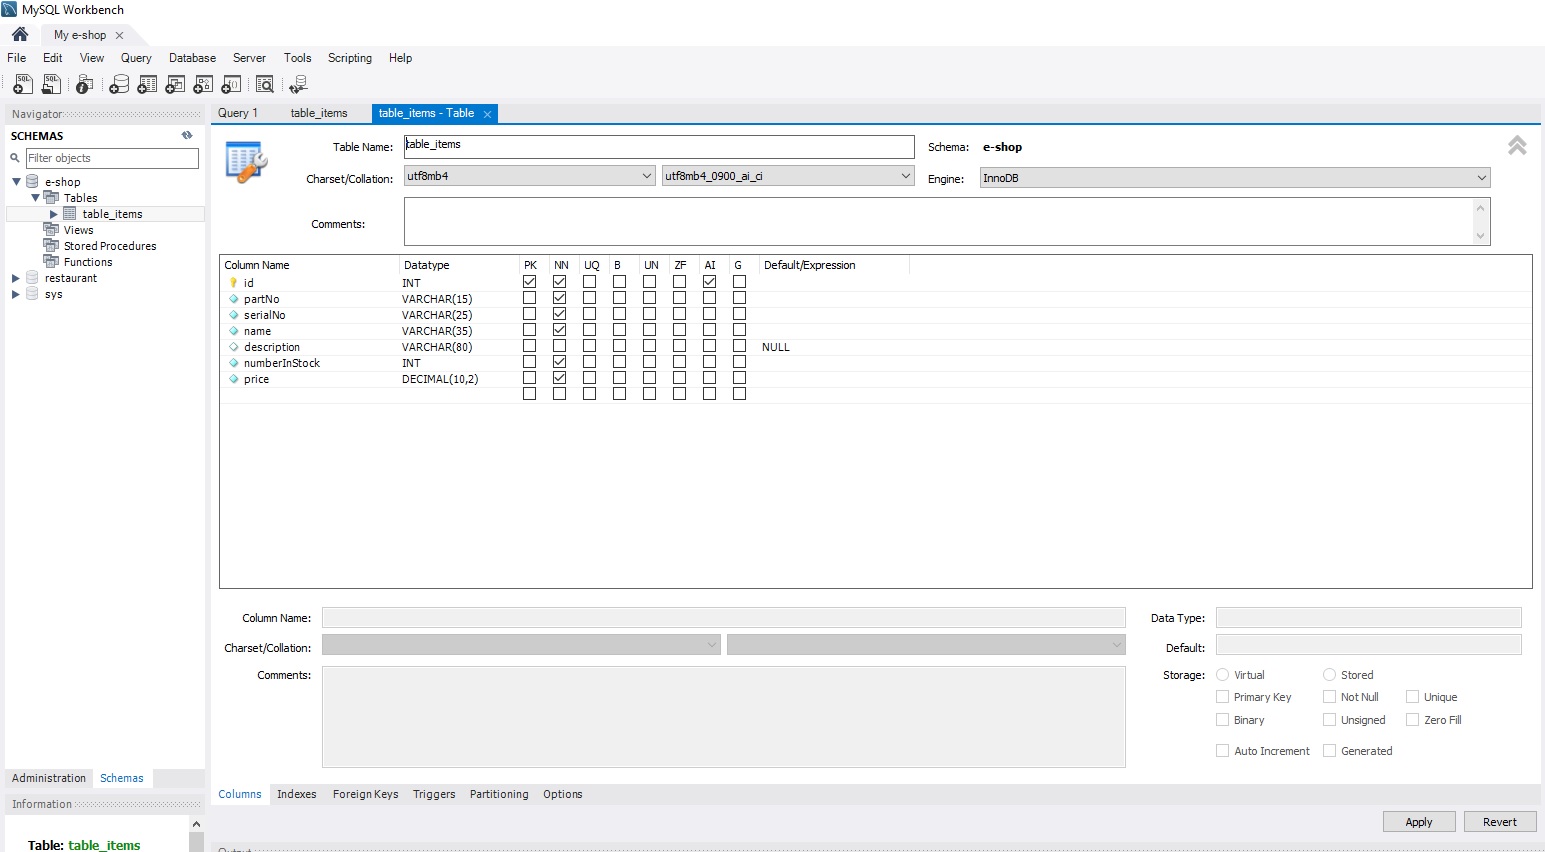 MySQL Workbench
My e-shop
File Edit View Query Database Server Tools Scripting Help
Navigator
SCHEMAS
Filter objects
e-shop
Tables
table_items
Views
Stored Procedures
Functions
restaurant
sys
Administration Schemas
Information
Table: table_items
Query 1 table_items table_items - Table
Table Name: table_items Schema: e-shop
Charset/Collation: utf8mb4 utf8mb4_0900_ai_ci Engine: InnoDB
Comments:
Column Name Datatype PK NN UQ B UN ZF AI G Default/Expression
id INT
partNo VARCHAR(15)
serialNo VARCHAR(25)
name VARCHAR(35)
description VARCHAR(80) NULL
numberInStock INT
price DECIMAL(10,2)
Column Name: Data Type:
Charset/Collation: Default:
Comments: Storage: Virtual Stored
Primary Key Not Null Unique
Binary Unsigned Zero Fill
Auto Increment Generated
Columns Indexes Foreign Keys Triggers Partitioning Options
Apply Revert